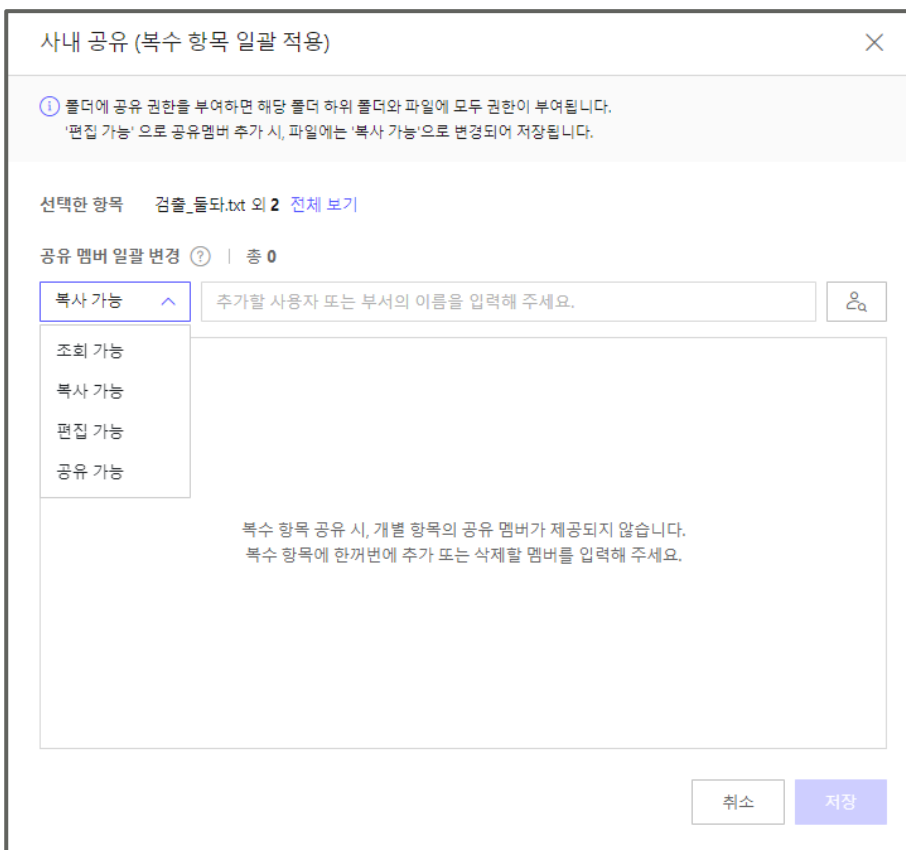 사내 공유 (복수 항목 일괄 적용)
폴더에 공유 권한을 부여하면 해당 폴더 하위 폴더와 파일에 모두 권한이 부여됩니다.
'편집 가능' 으로 공유멤버 추가 시, 파일에는 '복사 가능'으로 변경되어 저장됩니다.
선택한 항목 검출_둘돠.txt 외 2 전체 보기
공유 멤버 일괄 변경 ? | 총 0
복사 가능 추가할 사용자 또는 부서의 이름을 입력해 주세요.
조회 가능
복사 가능
편집 가능
공유 가능
복수 항목 공유 시, 개별 항목의 공유 멤버가 제공되지 않습니다.
복수 항목에 한꺼번에 추가 또는 삭제할 멤버를 입력해 주세요.
취소 저장